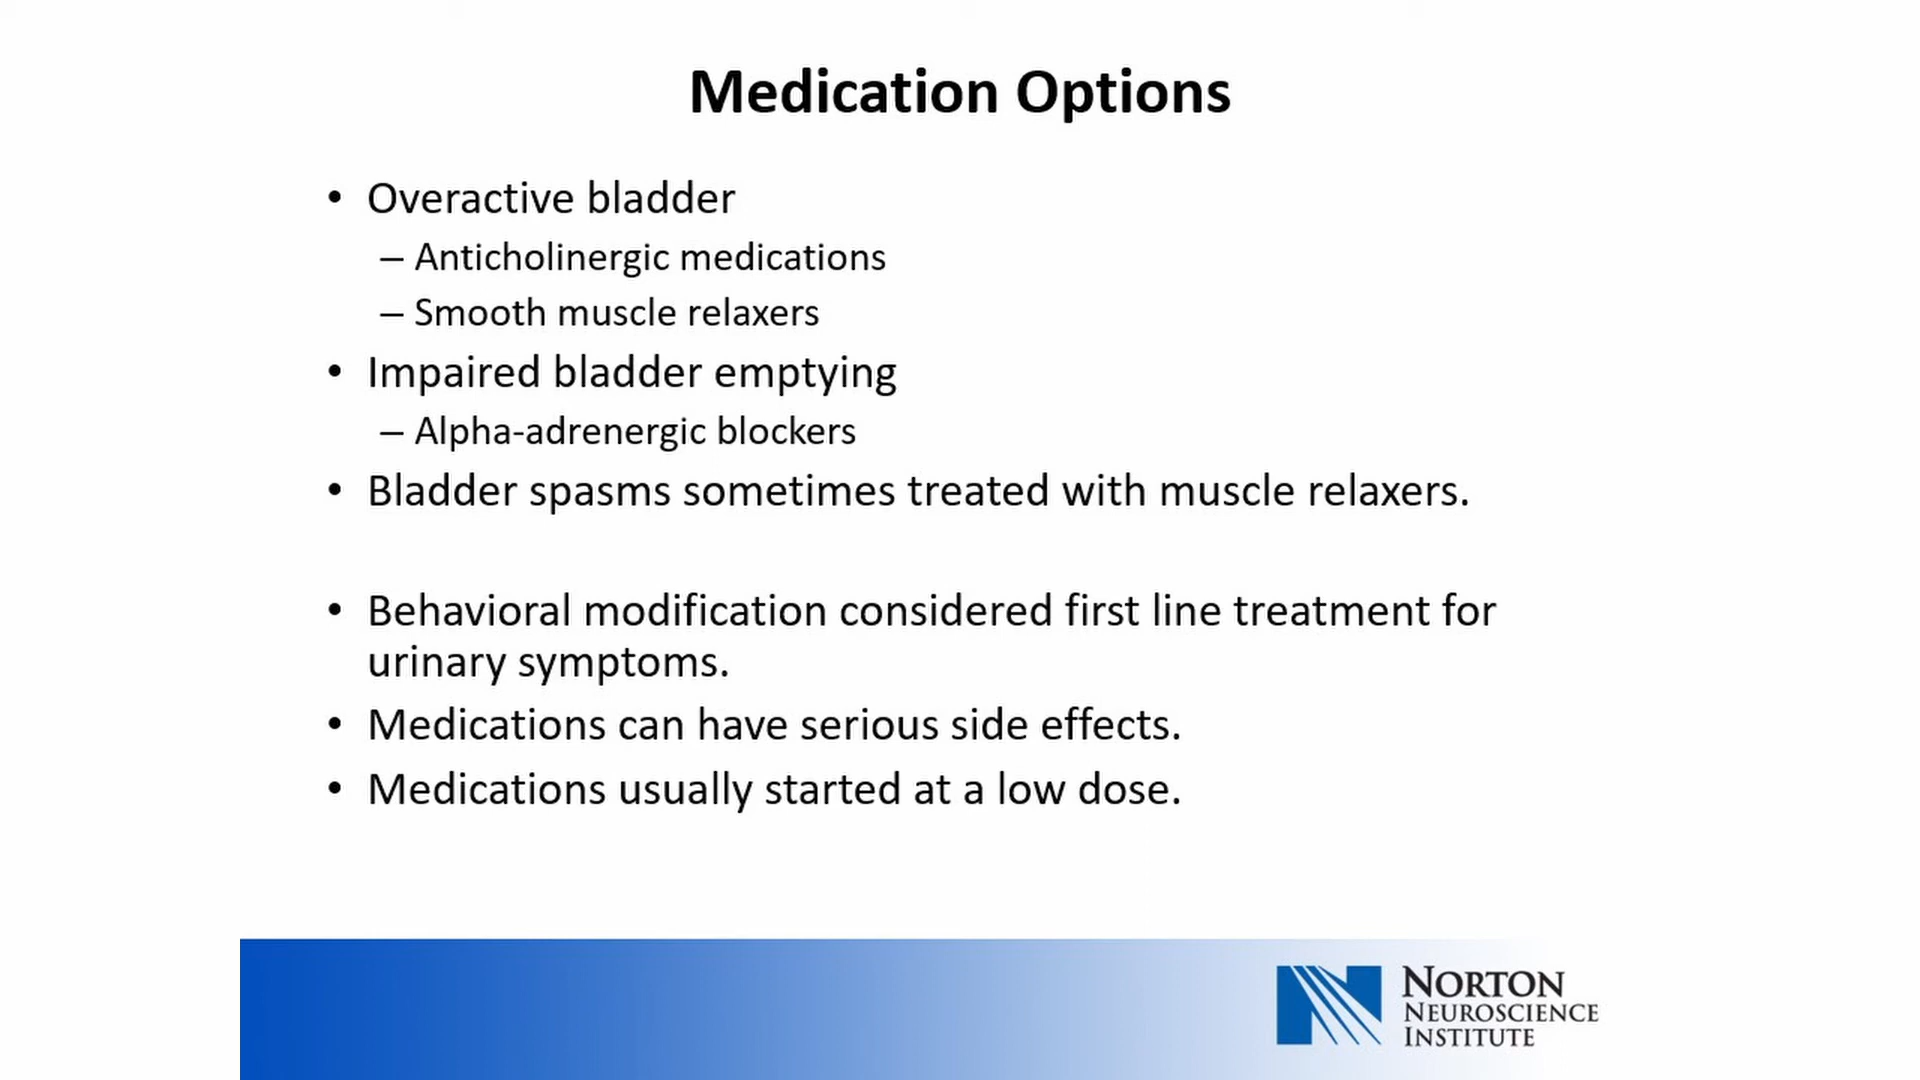 Medication Options
• Overactive bladder
– Anticholinergic medications
– Smooth muscle relaxers
• Impaired bladder emptying
– Alpha-adrenergic blockers
• Bladder spasms sometimes treated with muscle relaxers.
• Behavioral modification considered first line treatment for
urinary symptoms.
• Medications can have serious side effects.
• Medications usually started at a low dose.
NORTON
NEUROSCIENCE
INSTITUTE